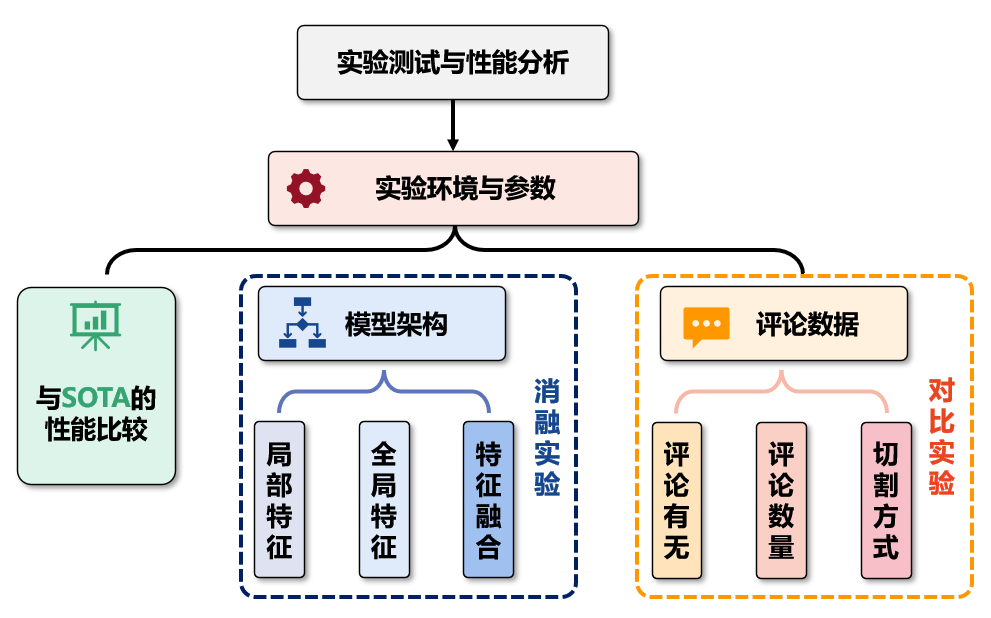 实验测试与性能分析
实验环境与参数
与SOTA的
性能比较
模型架构
局部特征
全局特征
特征融合
消融实验
评论数据
评论有无
评论数量
切割方式
对比实验